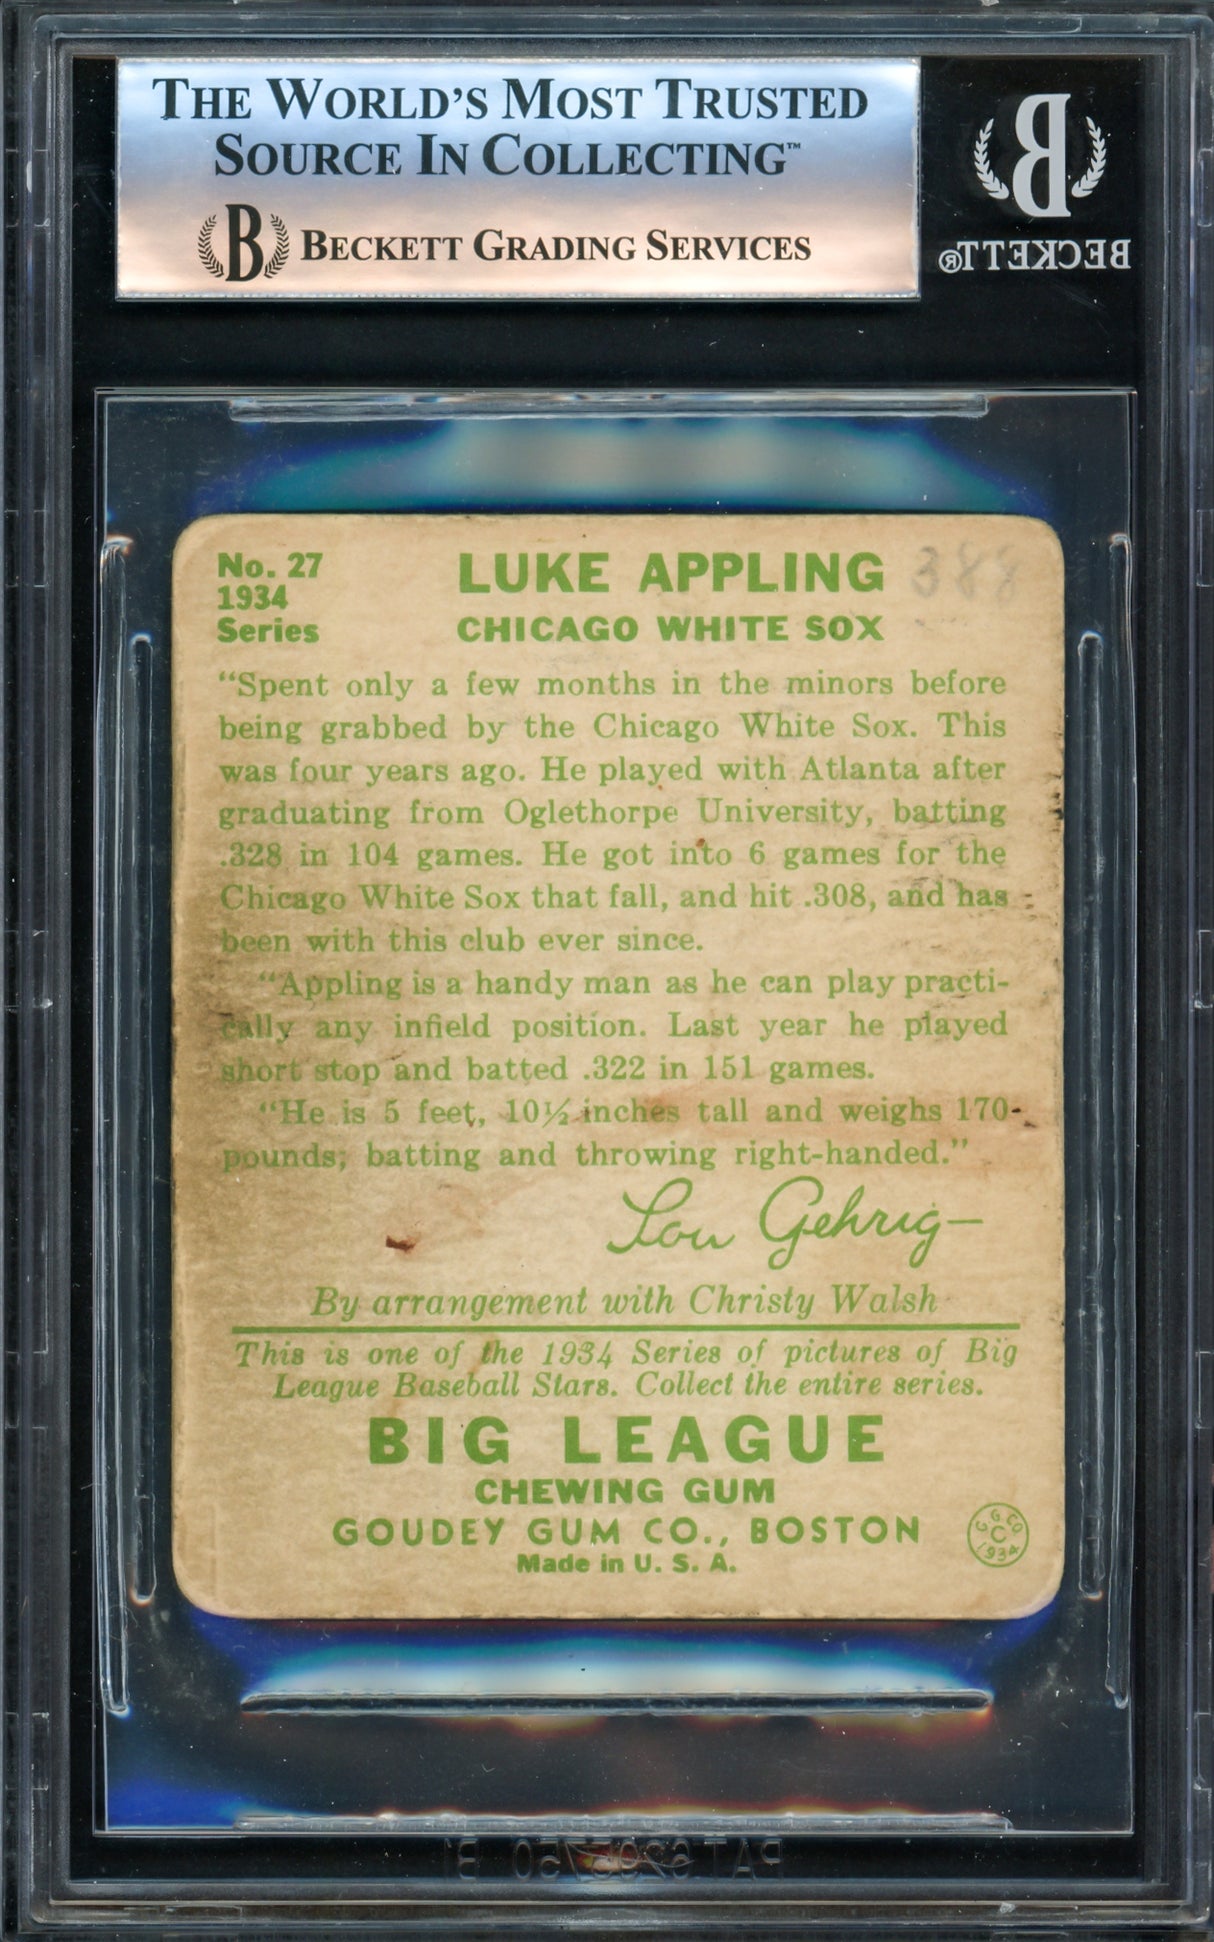 THE WORLD'S MOST TRUSTED
SOURCE IN COLLECTING™
B BECKETT GRADING SERVICES
B
BECKETT®
No. 27
1934
Series
LUKE APPLING
388
CHICAGO WHITE SOX
“Spent only a few months in the minors before
being grabbed by the Chicago White Sox. This
was four years ago. He played with Atlanta after
graduating from Oglethorpe University, batting
.328 in 104 games. He got into 6 games for the
Chicago White Sox that fall, and hit .308, and has
been with this club ever since.
“Appling is a handy man as he can play practi-
cally any infield position. Last year he played
short stop and batted .322 in 151 games.
“He is 5 feet, 10½ inches tall and weighs 170
pounds; batting and throwing right-handed.”
Lou Gehrig
By arrangement with Christy Walsh
This is one of the 1934 Series of pictures of Big
League Baseball Stars. Collect the entire series.
BIG LEAGUE
CHEWING GUM
GOUDEY GUM CO., BOSTON
Made in U. S. A.
G. G. CO
C
1934